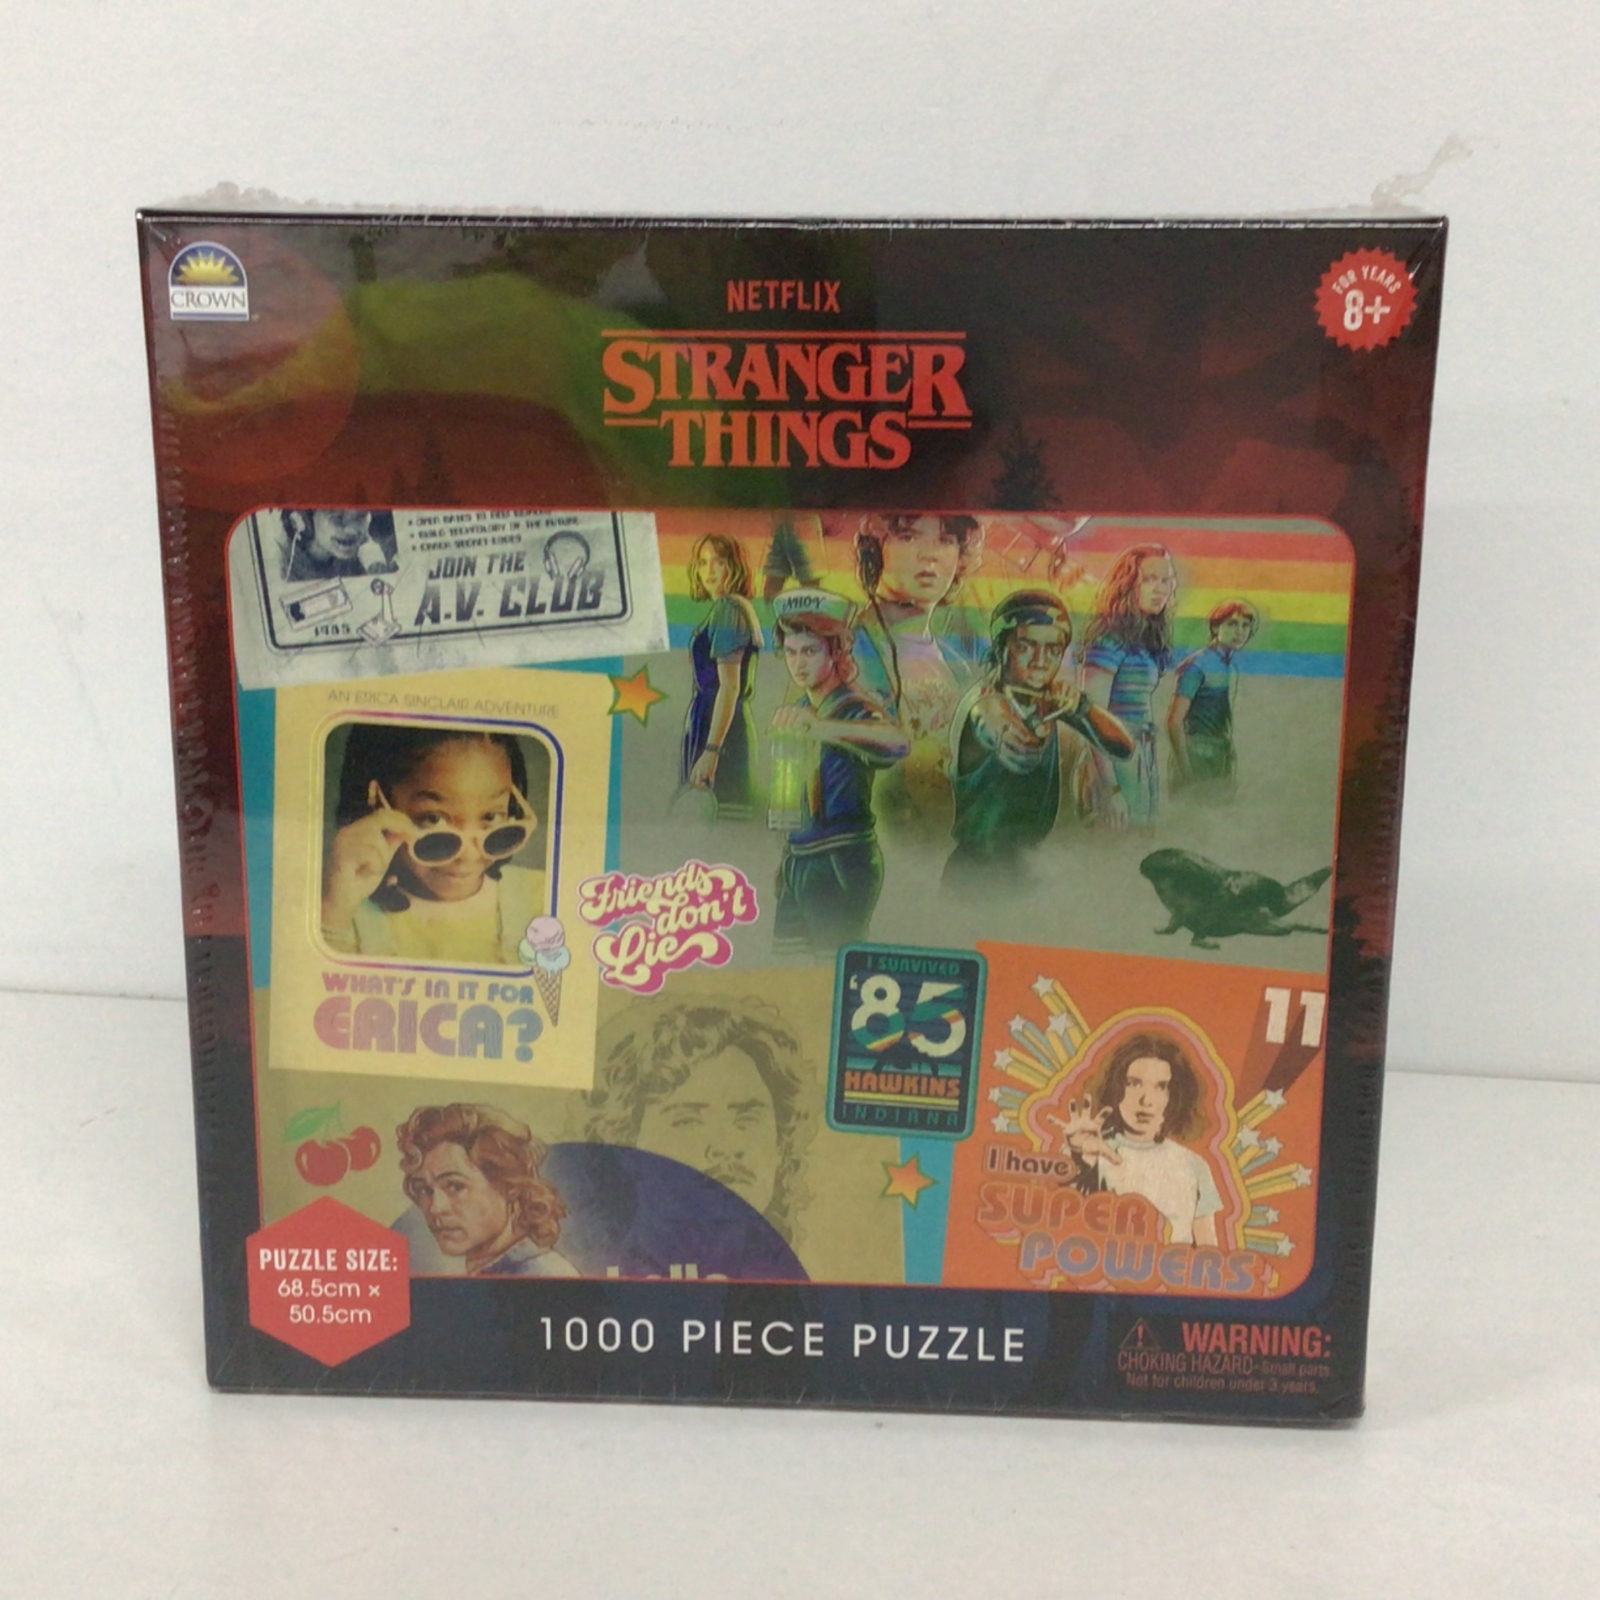 CROWN
NETFLIX
STRANGER
THINGS
FOR YEARS
8+
JOIN THE
A.V. CLUB
1985
AHOY
AN ERICA SINCLAIR ADVENTURE
WHAT'S IN IT FOR
ERICA?
Friends
don't
Lie
I SURVIVED
'85
HAWKINS
INDIANA
11
I have
SUPER
POWERS
PUZZLE SIZE:
68.5cm ×
50.5cm
1000 PIECE PUZZLE
WARNING:
CHOKING HAZARD-Small parts
Not for children under 3 years.